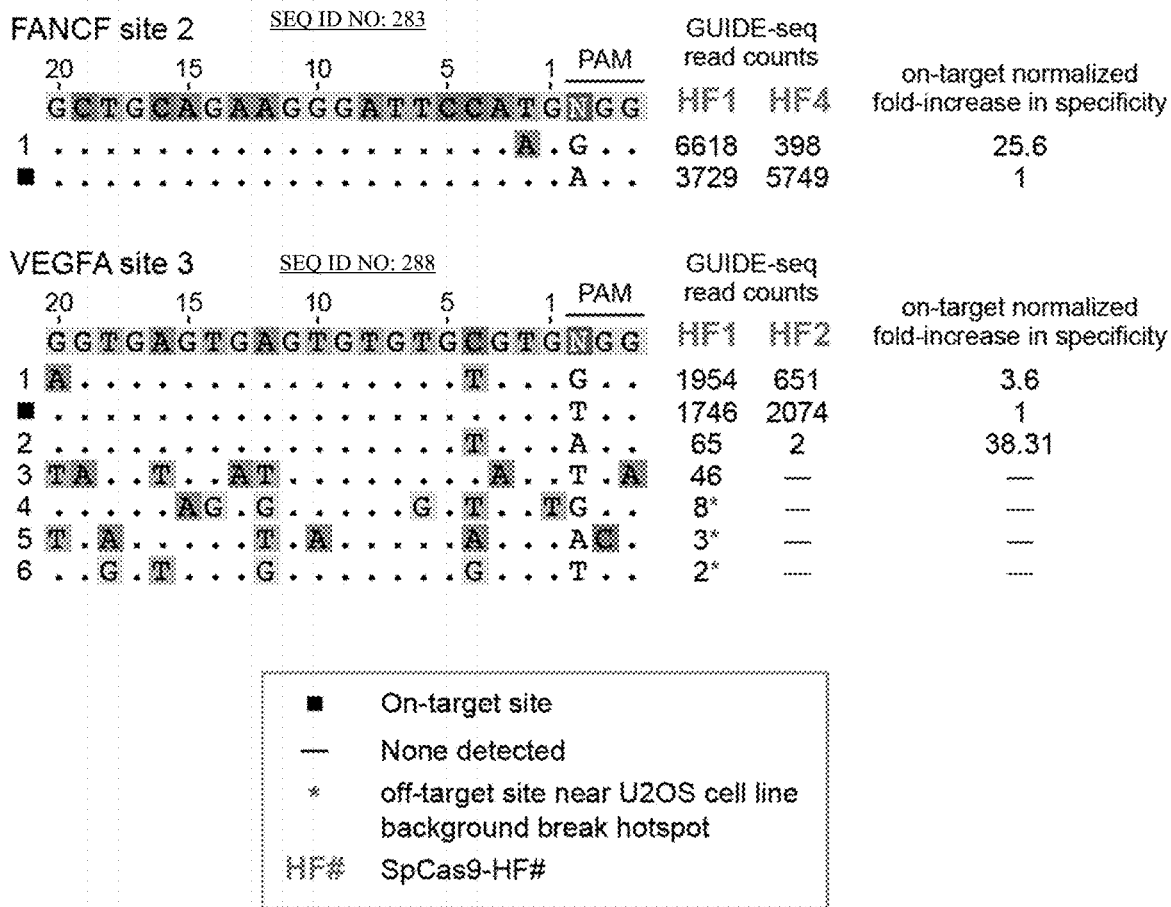 FANCF site 2 SEQ ID NO: 283 GUIDE-seq
20 15 10 5 1 PAM read counts on-target normalized
G C T G C A G A A G G G A T T C C A T G N G G HF1 HF4 fold-increase in specificity
1 . . . . . . . . . . . . . . . . . . A . G . . 6618 398 25.6
■ . . . . . . . . . . . . . . . . . . . . A . . 3729 5749 1
VEGFA site 3 SEQ ID NO: 288 GUIDE-seq
20 15 10 5 1 PAM read counts on-target normalized
G G T G A G T G A G T G T G T G C G T G N G G HF1 HF2 fold-increase in specificity
1 A . . . . . . . . . . . . . . . T . . . G . . 1954 651 3.6
■ . . . . . . . . . . . . . . . . . . . . T . . 1746 2074 1
2 . . . . . . . . . . . . . . . . T . . . A . . 65 2 38.31
3 T A . . T . . A T . . . . . . . . A . . T . A 46 — —
4 . . . . . A G . G . . . . . G . T . . T G . . 8* — —
5 T . A . . . . . T . A . . . . . A . . . A C . 3* — —
6 . . G . T . . . G . . . . . . . G . . . T . . 2* — —
■ On-target site
— None detected
* off-target site near U2OS cell line
background break hotspot
HF# SpCas9-HF#